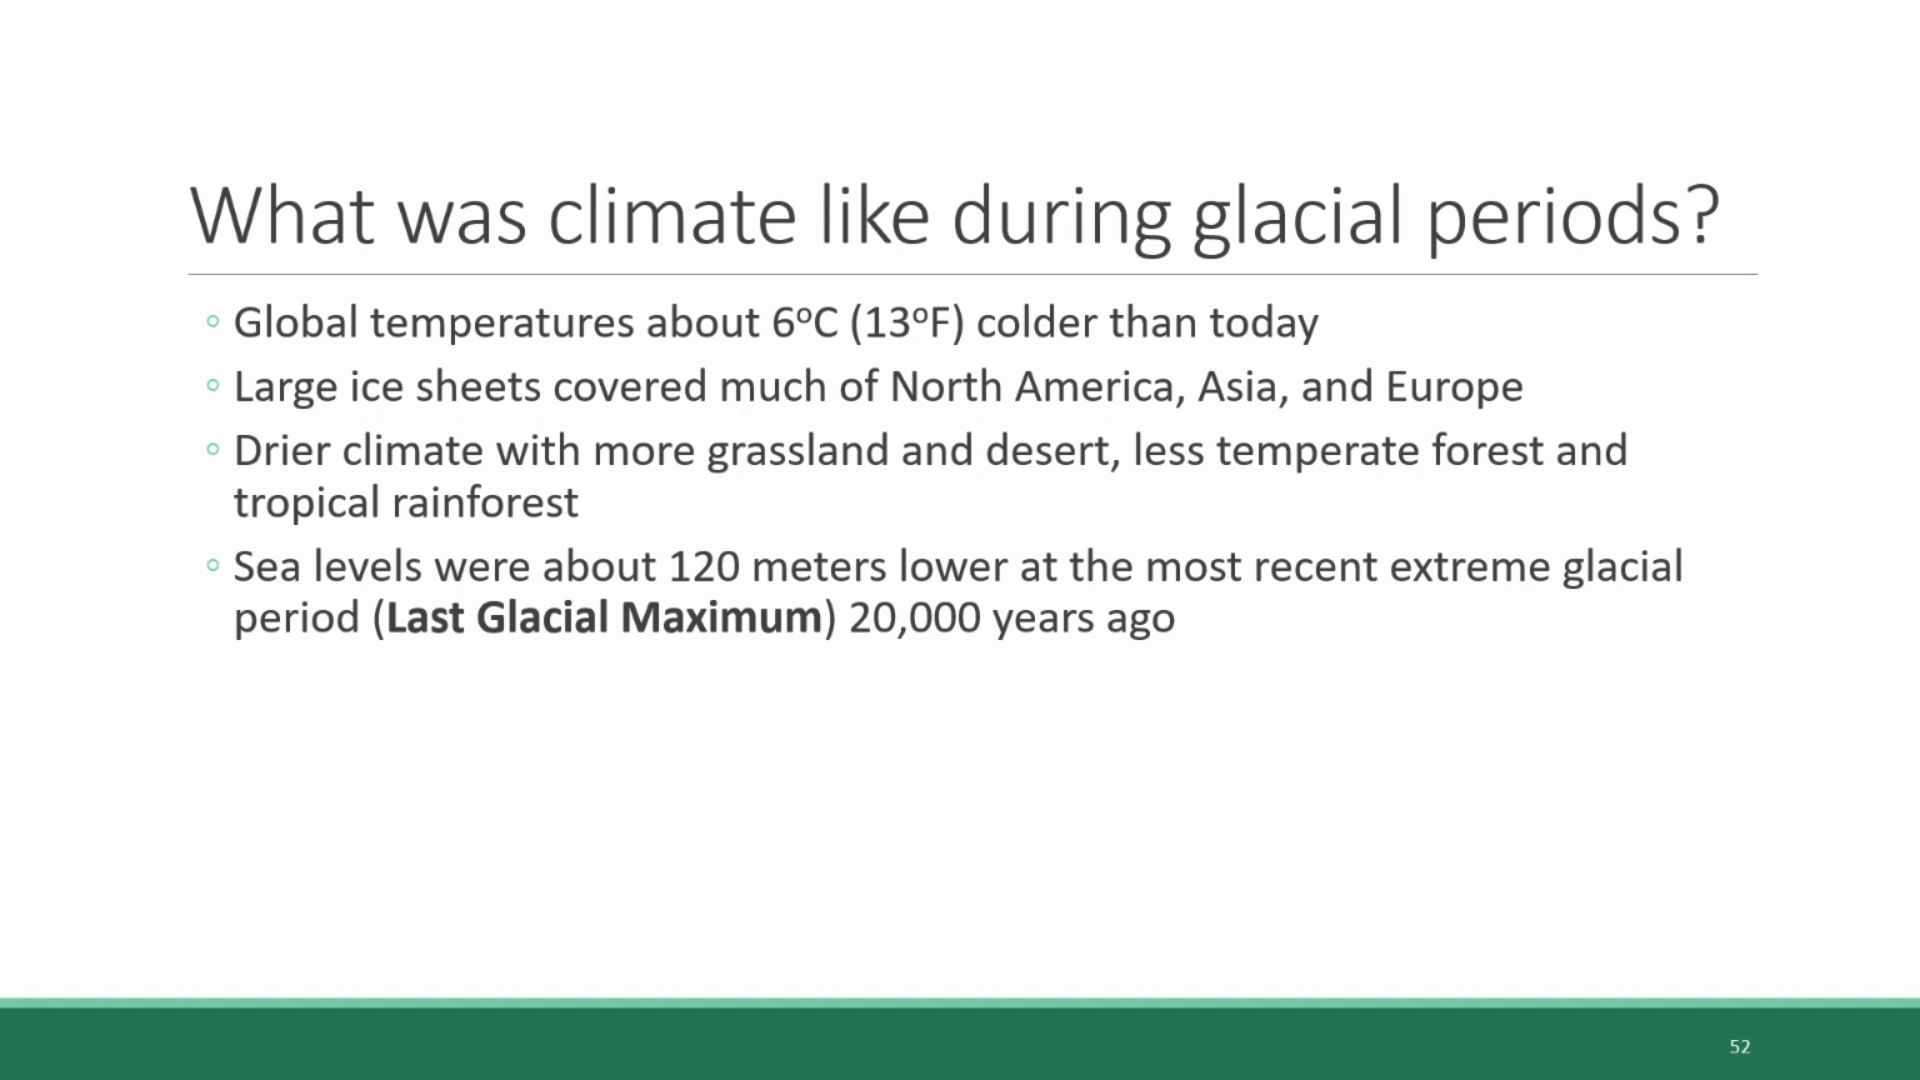 What was climate like during glacial periods?
◦ Global temperatures about 6ºC (13ºF) colder than today
◦ Large ice sheets covered much of North America, Asia, and Europe
◦ Drier climate with more grassland and desert, less temperate forest and
tropical rainforest
◦ Sea levels were about 120 meters lower at the most recent extreme glacial
period (Last Glacial Maximum) 20,000 years ago
52